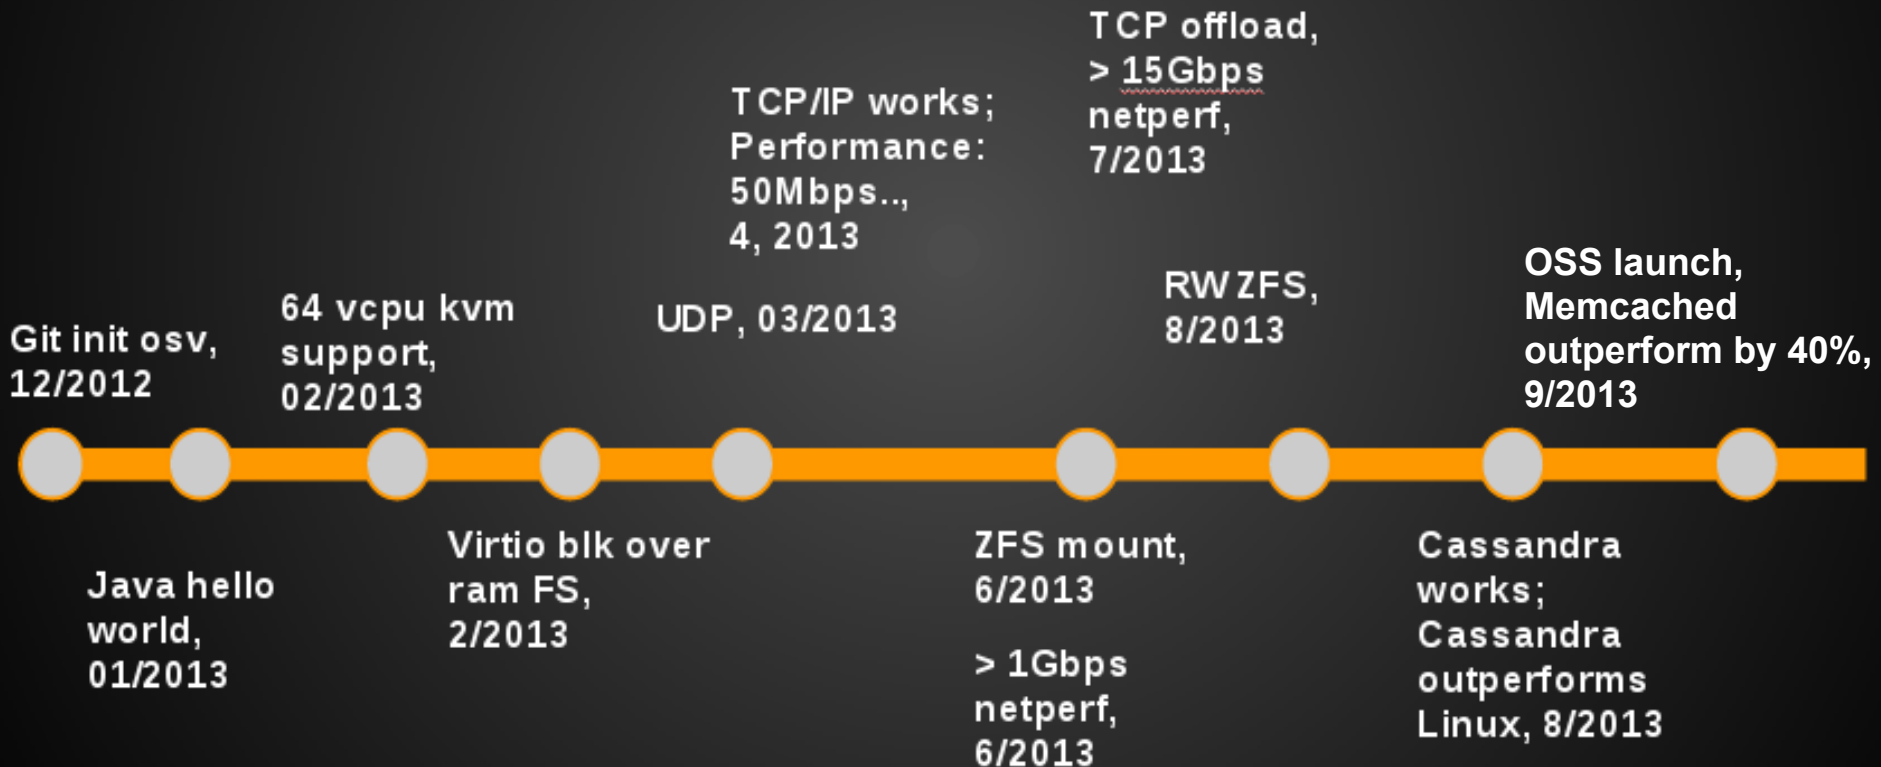 Git init osv,
12/2012
Java hello
world,
01/2013
64 vcpu kvm
support,
02/2013
Virtio blk over
ram FS,
2/2013
UDP, 03/2013
TCP/IP works;
Performance:
50Mbps..,
4, 2013
ZFS mount,
6/2013
> 1Gbps
netperf,
6/2013
TCP offload,
> 15Gbps
netperf,
7/2013
RW ZFS,
8/2013
Cassandra
works;
Cassandra
outperforms
Linux, 8/2013
OSS launch,
Memcached
outperform by 40%,
9/2013